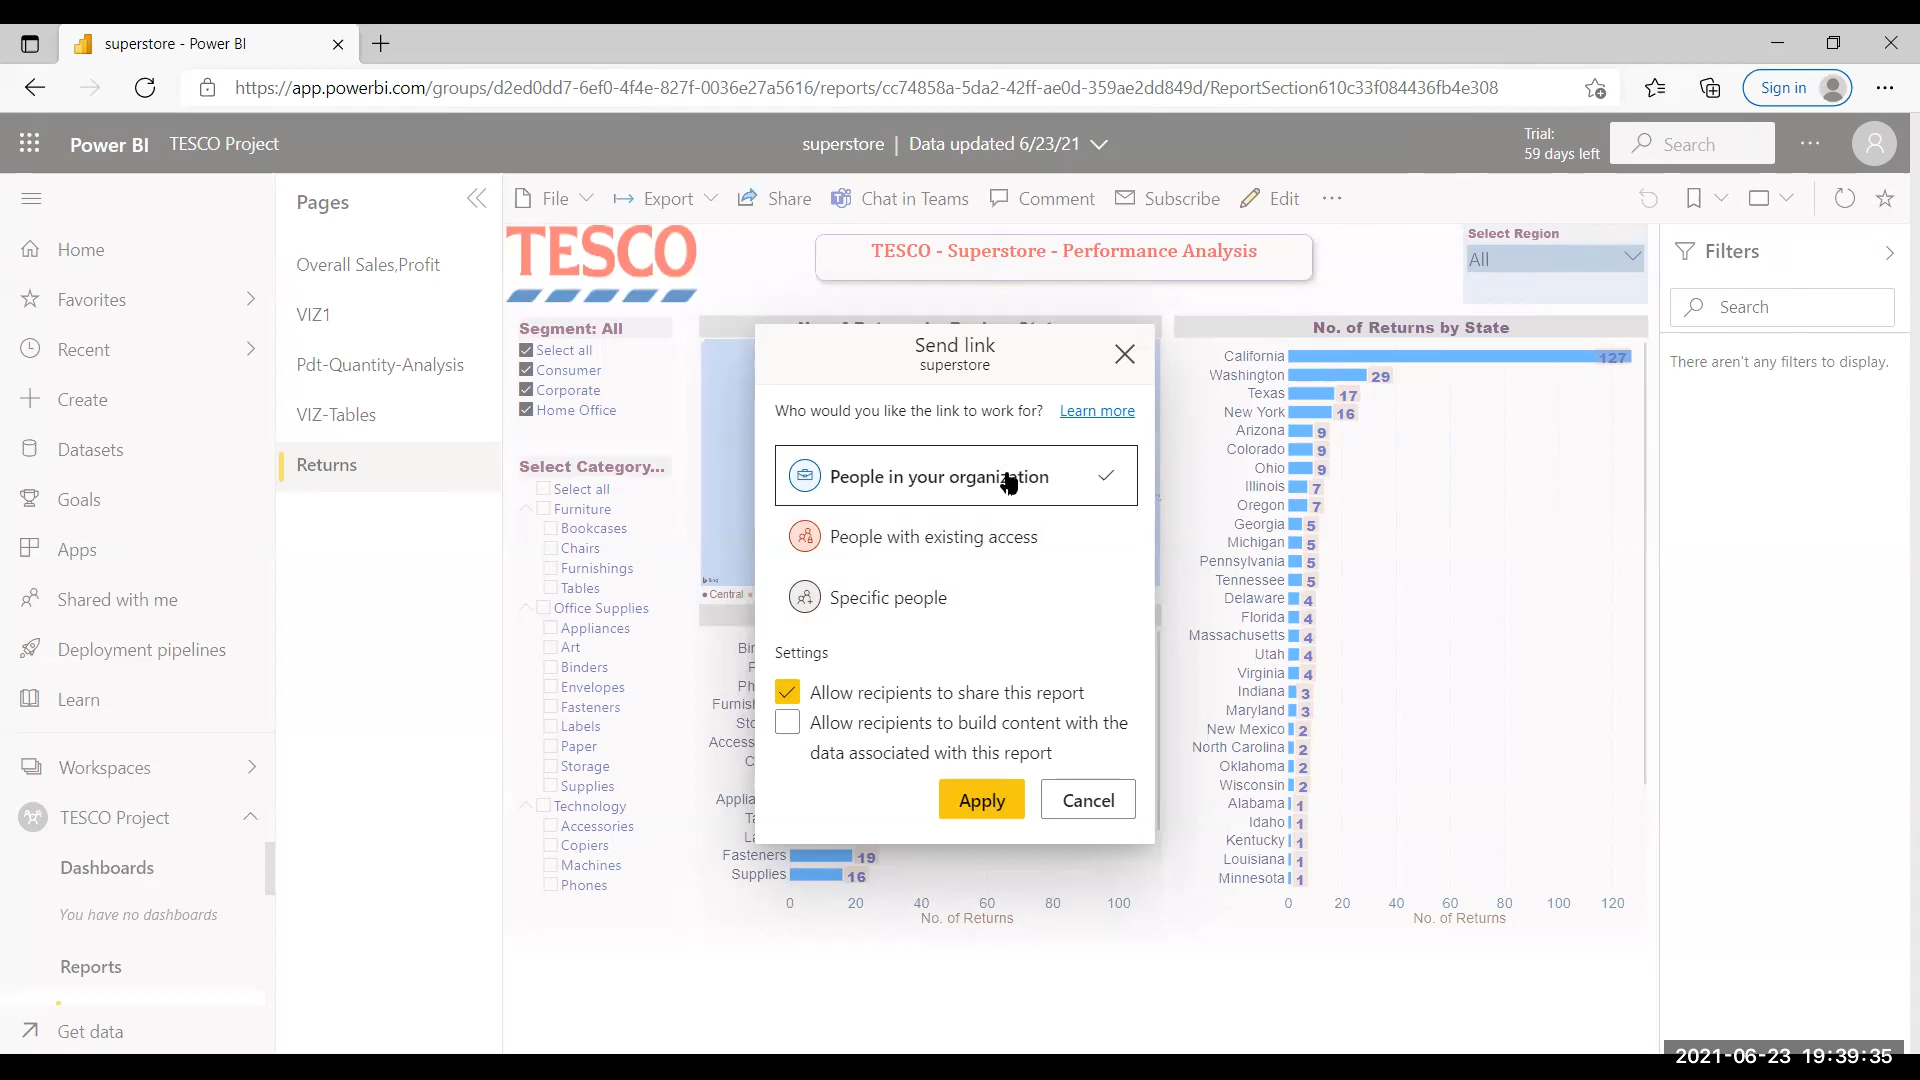 superstore - Power BI
https://app.powerbi.com/groups/d2ed0dd7-6ef0-4f4e-827f-0036e27a5616/reports/cc74858a-5da2-42ff-ae0d-359ae2dd849d/ReportSection610c33f084436fb4e308
Sign in
Power BI TESCO Project
superstore | Data updated 6/23/21
Trial:
59 days left
Search
Home
Favorites
Recent
Create
Datasets
Goals
Apps
Shared with me
Deployment pipelines
Learn
Workspaces
TESCO Project
Dashboards
You have no dashboards
Reports
Get data
Pages
Overall Sales,Profit
VIZ1
Pdt-Quantity-Analysis
VIZ-Tables
Returns
File Export Share Chat in Teams Comment Subscribe Edit
TESCO
TESCO - Superstore - Performance Analysis
Select Region
All
Segment: All
Select all
Consumer
Corporate
Home Office
Select Category...
Select all
Furniture
Bookcases
Chairs
Furnishings
Tables
Office Supplies
Appliances
Art
Binders
Envelopes
Fasteners
Labels
Paper
Storage
Supplies
Technology
Accessories
Copiers
Machines
Phones
Send link
superstore
Who would you like the link to work for? Learn more
People in your organization
People with existing access
Specific people
Settings
Allow recipients to share this report
Allow recipients to build content with the
data associated with this report
Apply Cancel
Central
Fasteners 19
Supplies 16
0 20 40 60 80 100
No. of Returns
No. of Returns by State
California 127
Washington 29
Texas 17
New York 16
Arizona 9
Colorado 9
Ohio 9
Illinois 7
Oregon 7
Georgia 5
Michigan 5
Pennsylvania 5
Tennessee 5
Delaware 4
Florida 4
Massachusetts 4
Utah 4
Virginia 4
Indiana 3
Maryland 3
New Mexico 2
North Carolina 2
Oklahoma 2
Wisconsin 2
Alabama 1
Idaho 1
Kentucky 1
Louisiana 1
Minnesota 1
0 20 40 60 80 100 120
No. of Returns
Filters
Search
There aren't any filters to display.
2021-06-23 19:39:35